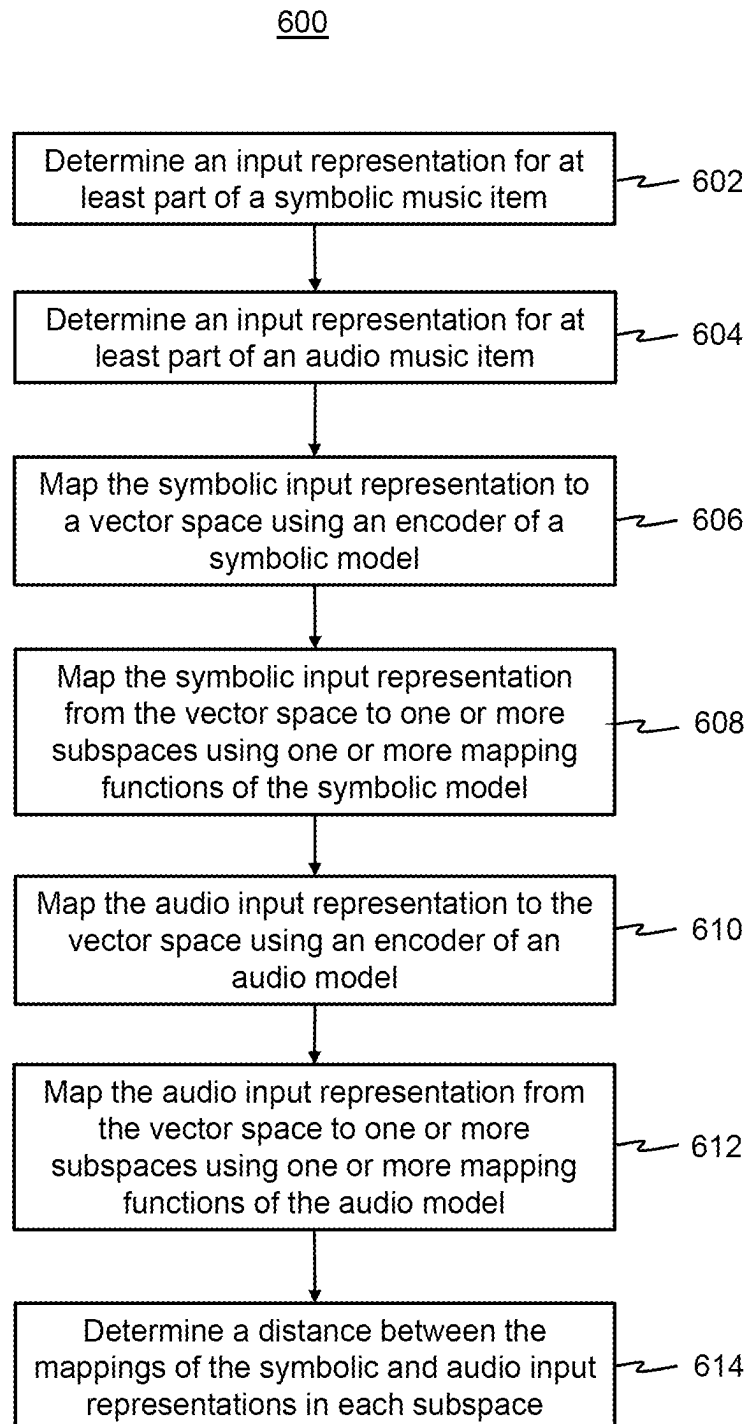 600
Determine an input representation for at
least part of a symbolic music item
602
Determine an input representation for at
least part of an audio music item
604
Map the symbolic input representation to
a vector space using an encoder of a
symbolic model
606
Map the symbolic input representation
from the vector space to one or more
subspaces using one or more mapping
functions of the symbolic model
608
Map the audio input representation to the
vector space using an encoder of an
audio model
610
Map the audio input representation from
the vector space to one or more
subspaces using one or more mapping
functions of the audio model
612
Determine a distance between the
mappings of the symbolic and audio input
representations in each subspace
614